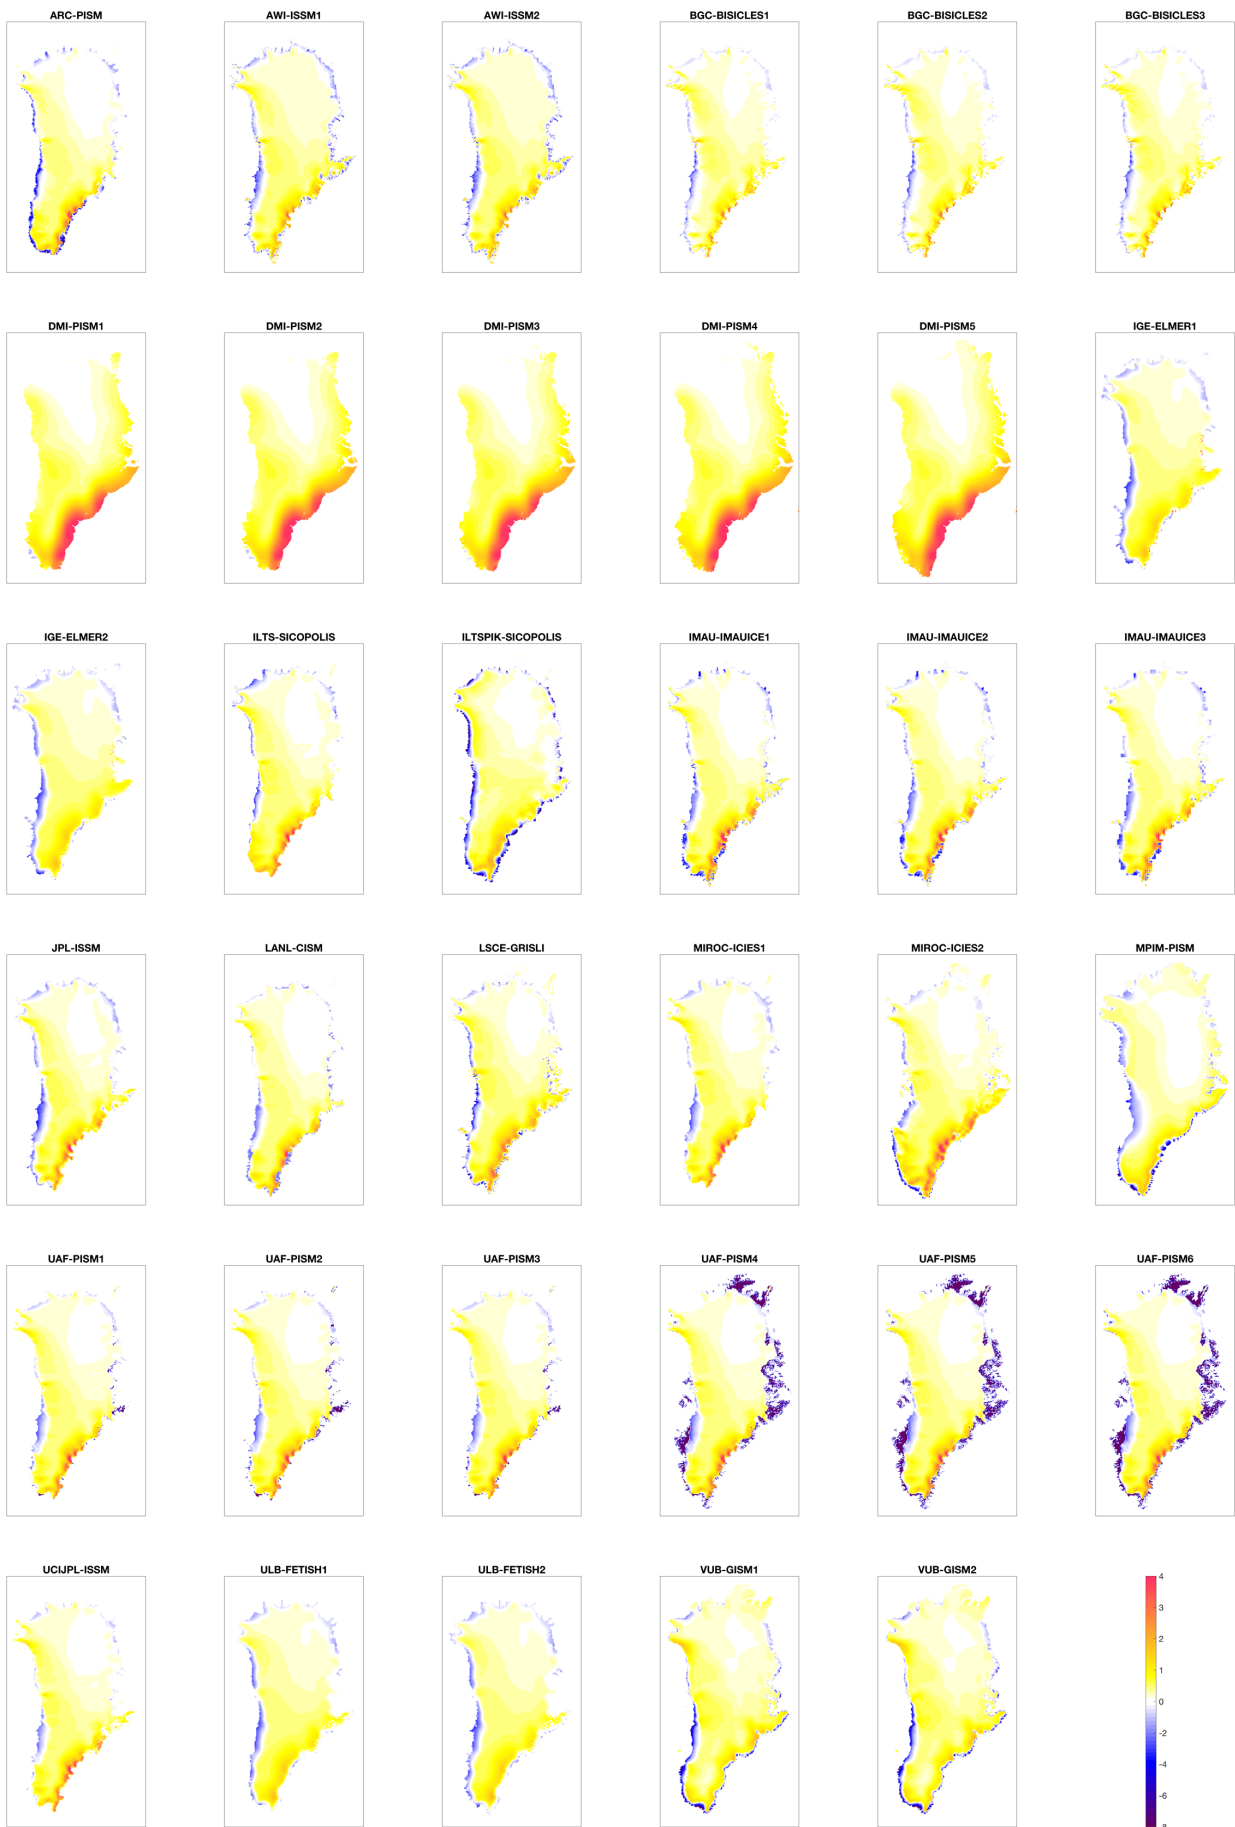 ARC-PISM AWI-ISSM1 AWI-ISSM2 BGC-BISICLES1 BGC-BISICLES2 BGC-BISICLES3
DMI-PISM1 DMI-PISM2 DMI-PISM3 DMI-PISM4 DMI-PISM5 IGE-ELMER1
IGE-ELMER2 ILTS-SICOPOLIS ILTSPIK-SICOPOLIS IMAU-IMAUICE1 IMAU-IMAUICE2 IMAU-IMAUICE3
JPL-ISSM LANL-CISM LSCE-GRISLI MIROC-ICIES1 MIROC-ICIES2 MPIM-PISM
UAF-PISM1 UAF-PISM2 UAF-PISM3 UAF-PISM4 UAF-PISM5 UAF-PISM6
UCIJPL-ISSM ULB-FETISH1 ULB-FETISH2 VUB-GISM1 VUB-GISM2
4
3
2
1
0
-2
-4
-6
-8